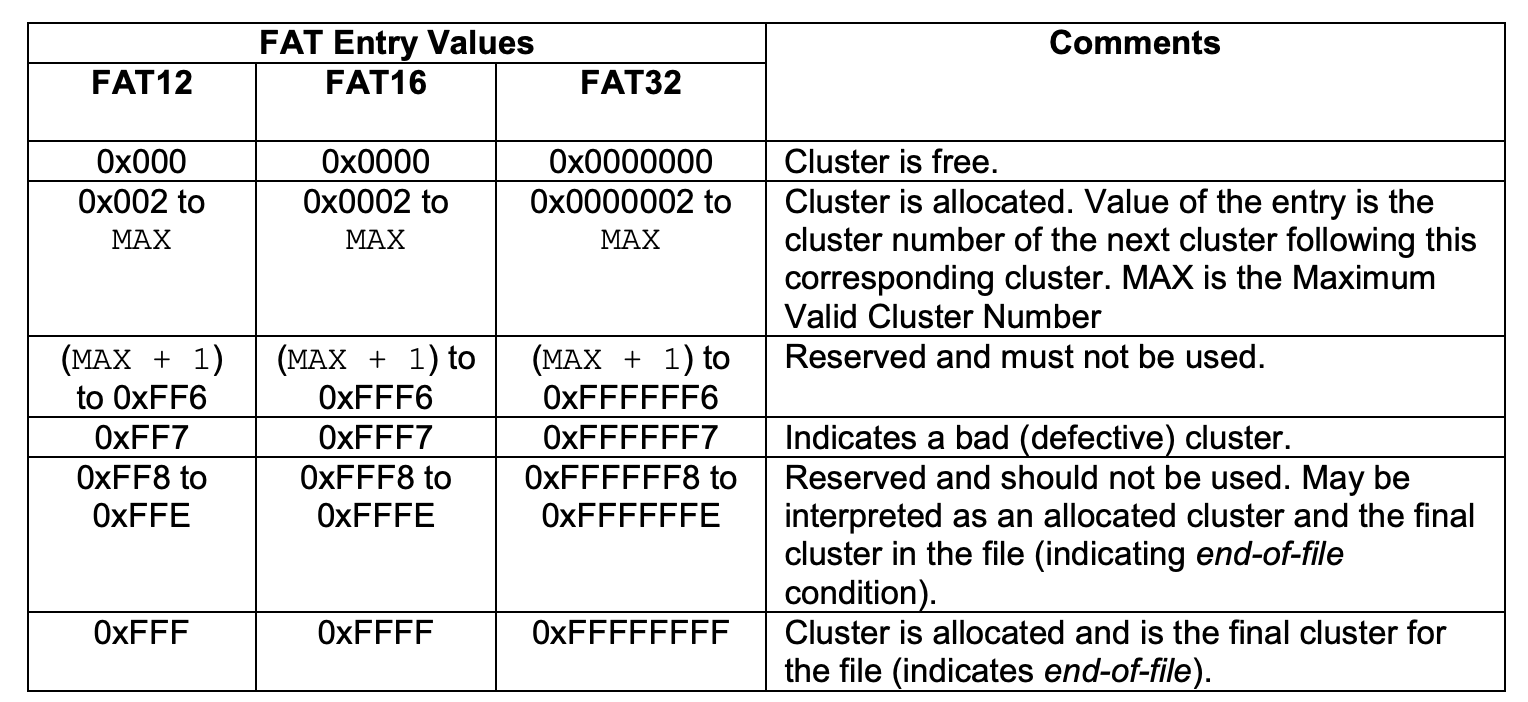 FAT Entry Values Comments
FAT12 FAT16 FAT32
0x000 0x0000 0x0000000 Cluster is free.
0x002 to 0x0002 to 0x0000002 to Cluster is allocated. Value of the entry is the
MAX MAX MAX cluster number of the next cluster following this
corresponding cluster. MAX is the Maximum
Valid Cluster Number
(MAX + 1) (MAX + 1) to (MAX + 1) to Reserved and must not be used.
to 0xFF6 0xFFF6 0xFFFFFF6
0xFF7 0xFFF7 0xFFFFFF7 Indicates a bad (defective) cluster.
0xFF8 to 0xFFF8 to 0xFFFFFF8 to Reserved and should not be used. May be
0xFFE 0xFFFE 0xFFFFFFE interpreted as an allocated cluster and the final
cluster in the file (indicating end-of-file
condition).
0xFFF 0xFFFF 0xFFFFFFFF Cluster is allocated and is the final cluster for
the file (indicates end-of-file).